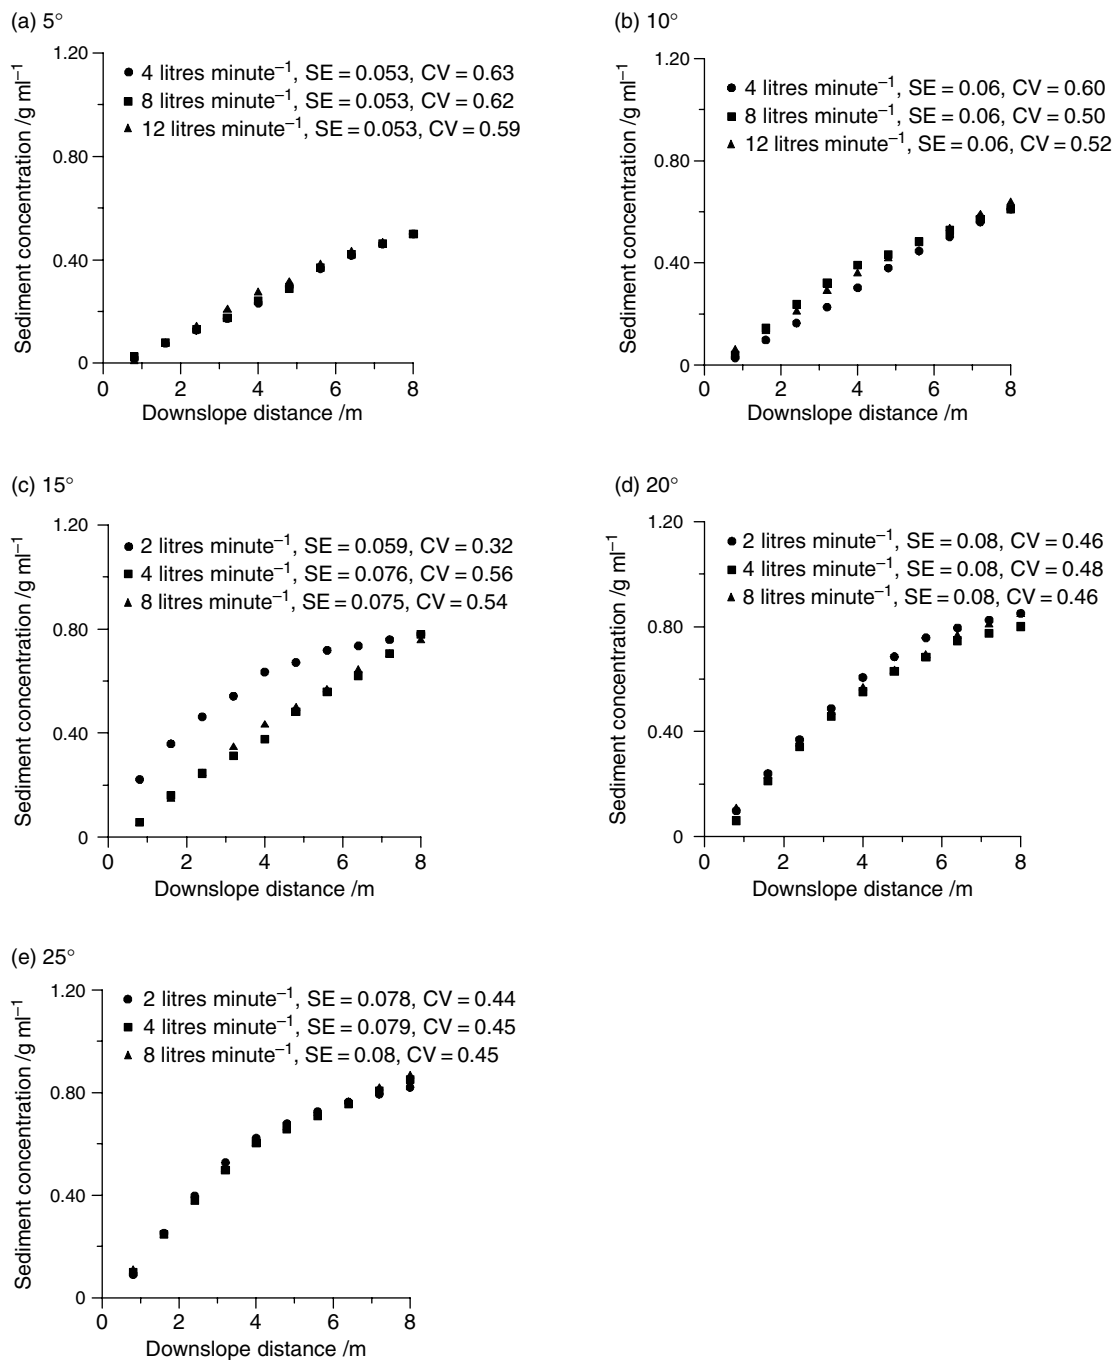 (a) 5°
1.20
0.80
0.40
0
Sediment concentration /g ml⁻¹
• 4 litres minute⁻¹, SE = 0.053, CV = 0.63
■ 8 litres minute⁻¹, SE = 0.053, CV = 0.62
▲ 12 litres minute⁻¹, SE = 0.053, CV = 0.59
0 2 4 6 8
Downslope distance /m
(b) 10°
1.20
0.80
0.40
0
Sediment concentration /g ml⁻¹
• 4 litres minute⁻¹, SE = 0.06, CV = 0.60
■ 8 litres minute⁻¹, SE = 0.06, CV = 0.50
▲ 12 litres minute⁻¹, SE = 0.06, CV = 0.52
0 2 4 6 8
Downslope distance /m
(c) 15°
1.20
0.80
0.40
0
Sediment concentration /g ml⁻¹
• 2 litres minute⁻¹, SE = 0.059, CV = 0.32
■ 4 litres minute⁻¹, SE = 0.076, CV = 0.56
▲ 8 litres minute⁻¹, SE = 0.075, CV = 0.54
0 2 4 6 8
Downslope distance /m
(d) 20°
1.20
0.80
0.40
0
Sediment concentration /g ml⁻¹
• 2 litres minute⁻¹, SE = 0.08, CV = 0.46
■ 4 litres minute⁻¹, SE = 0.08, CV = 0.48
▲ 8 litres minute⁻¹, SE = 0.08, CV = 0.46
0 2 4 6 8
Downslope distance /m
(e) 25°
1.20
0.80
0.40
0
Sediment concentration /g ml⁻¹
• 2 litres minute⁻¹, SE = 0.078, CV = 0.44
■ 4 litres minute⁻¹, SE = 0.079, CV = 0.45
▲ 8 litres minute⁻¹, SE = 0.08, CV = 0.45
0 2 4 6 8
Downslope distance /m